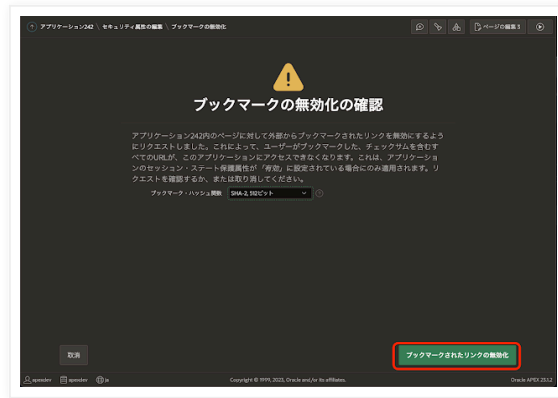 アプリケーション242 \ セキュリティ属性の編集 \ ブックマークの無効化
ページの編集1
ブックマークの無効化の確認
アプリケーション242内のページに対して外部からブックマークされたリンクを無効にするよう
にリクエストしました。これによって、ユーザーがブックマークした、チェックサムを含むす
べてのURLが、このアプリケーションにアクセスできなくなります。これは、アプリケーショ
ンのセッション・ステート保護属性が「有効」に設定されている場合にのみ適用されます。リ
クエストを確認するか、または取り消してください。
ブックマーク・ハッシュ関数 SHA-2, 512ビット
取消
ブックマークされたリンクの無効化
apexdev apexdev ja Copyright © 1999, 2023, Oracle and/or its affiliates. Oracle APEX 23.1.2